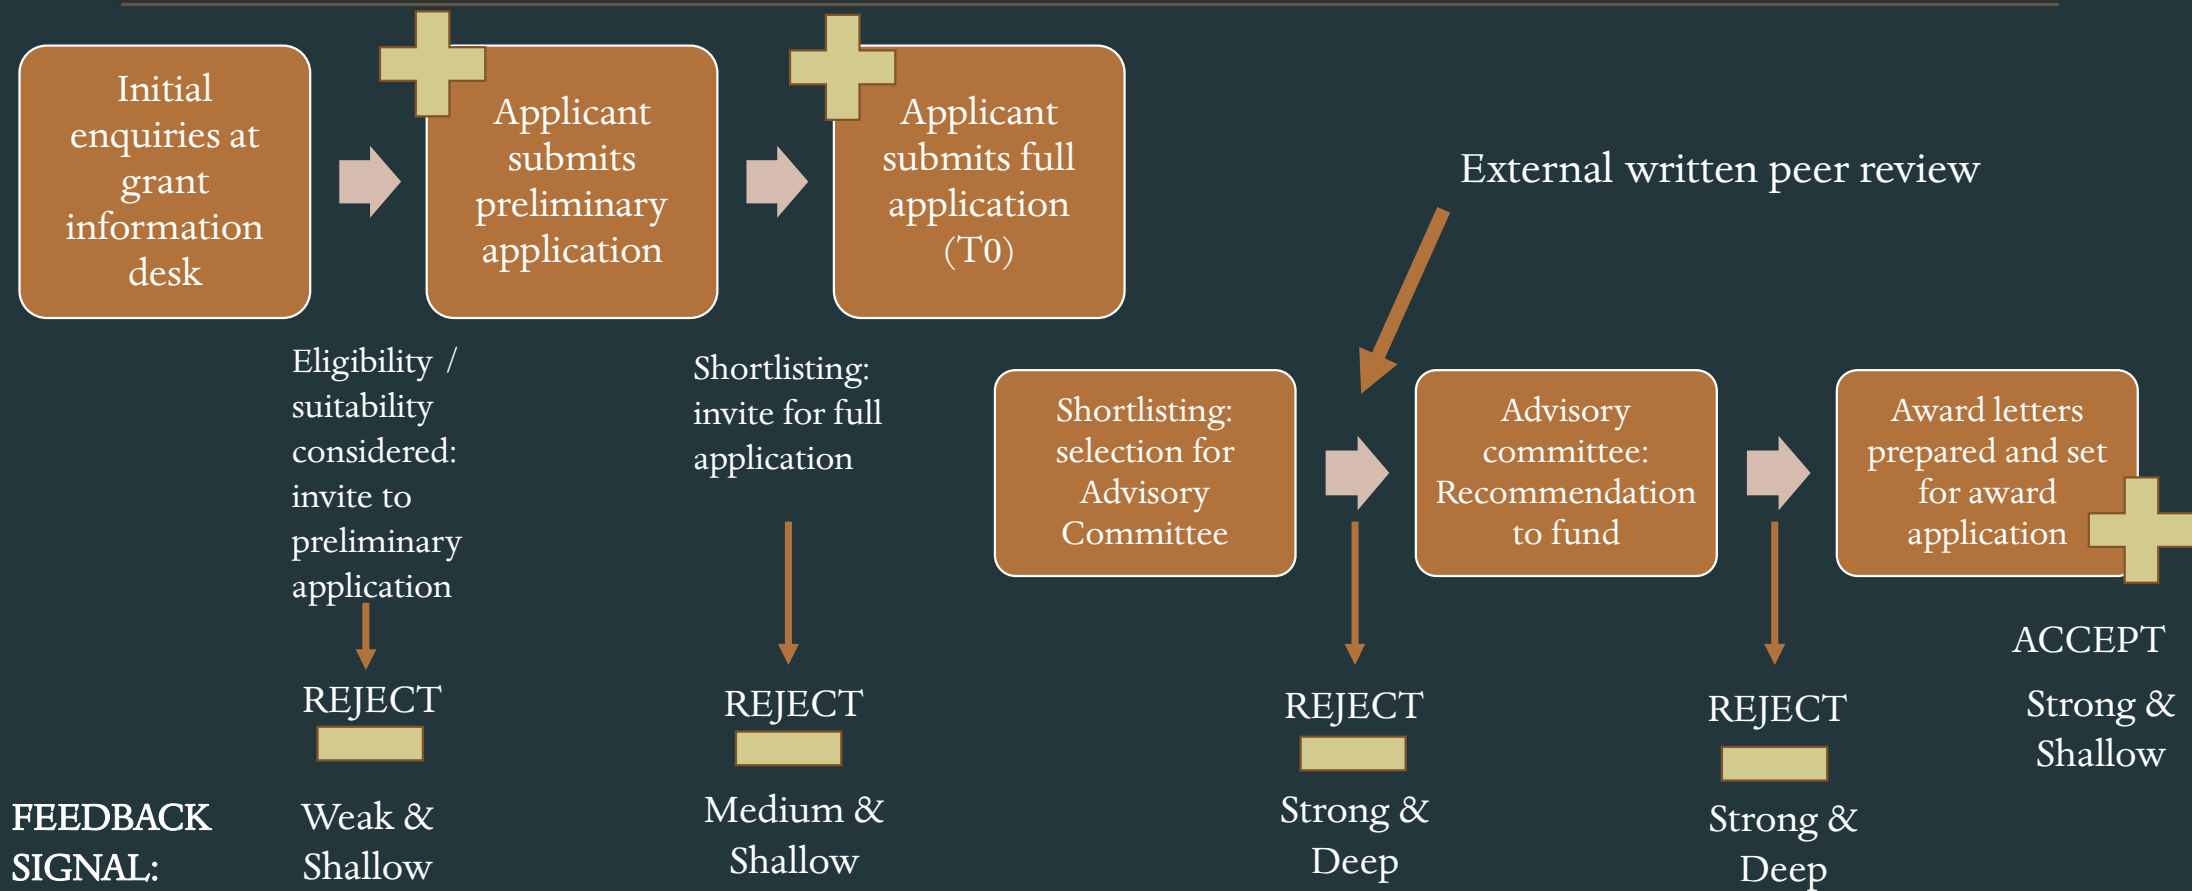 Initial
enquiries at
grant
information
desk
Applicant
submits
preliminary
application
Applicant
submits full
application
(T0)
External written peer review
Eligibility /
suitability
considered:
invite to
preliminary
application
Shortlisting:
invite for full
application
Shortlisting:
selection for
Advisory
Committee
Advisory
committee:
Recommendation
to fund
Award letters
prepared and set
for award
application
REJECT
REJECT
REJECT
REJECT
ACCEPT
Strong &
Shallow
FEEDBACK
SIGNAL:
Weak &
Shallow
Medium &
Shallow
Strong &
Deep
Strong &
Deep